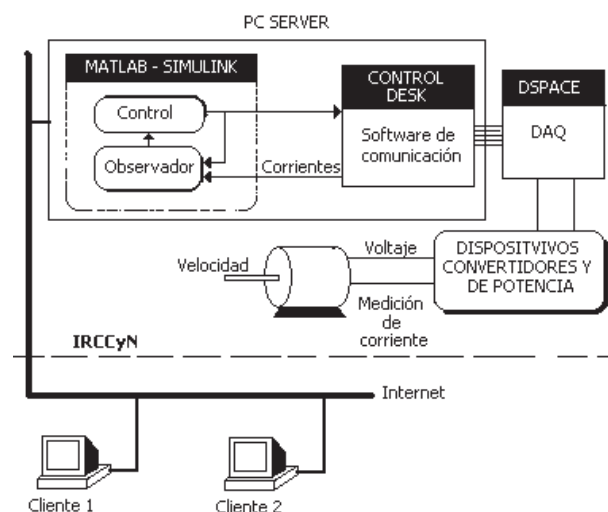 PC SERVER
MATLAB - SIMULINK
Control
Observador
Corrientes
CONTROL
DESK
Software de
comunicación
DSPACE
DAQ
Velocidad
Voltaje
Medición
de
corriente
DISPOSITVIVOS
CONVERTIDORES Y
DE POTENCIA
IRCCyN
Internet
Cliente 1
Cliente 2